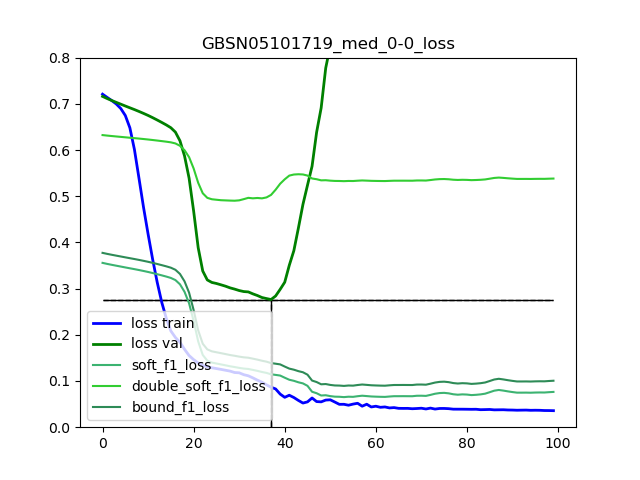 GBSN05101719_med_0-0_loss
0.8
0.7
0.6
0.5
0.4
0.3
0.2
0.1
0.0
loss train
loss val
soft_f1_loss
double_soft_f1_loss
bound_f1_loss
0 20 40 60 80 100